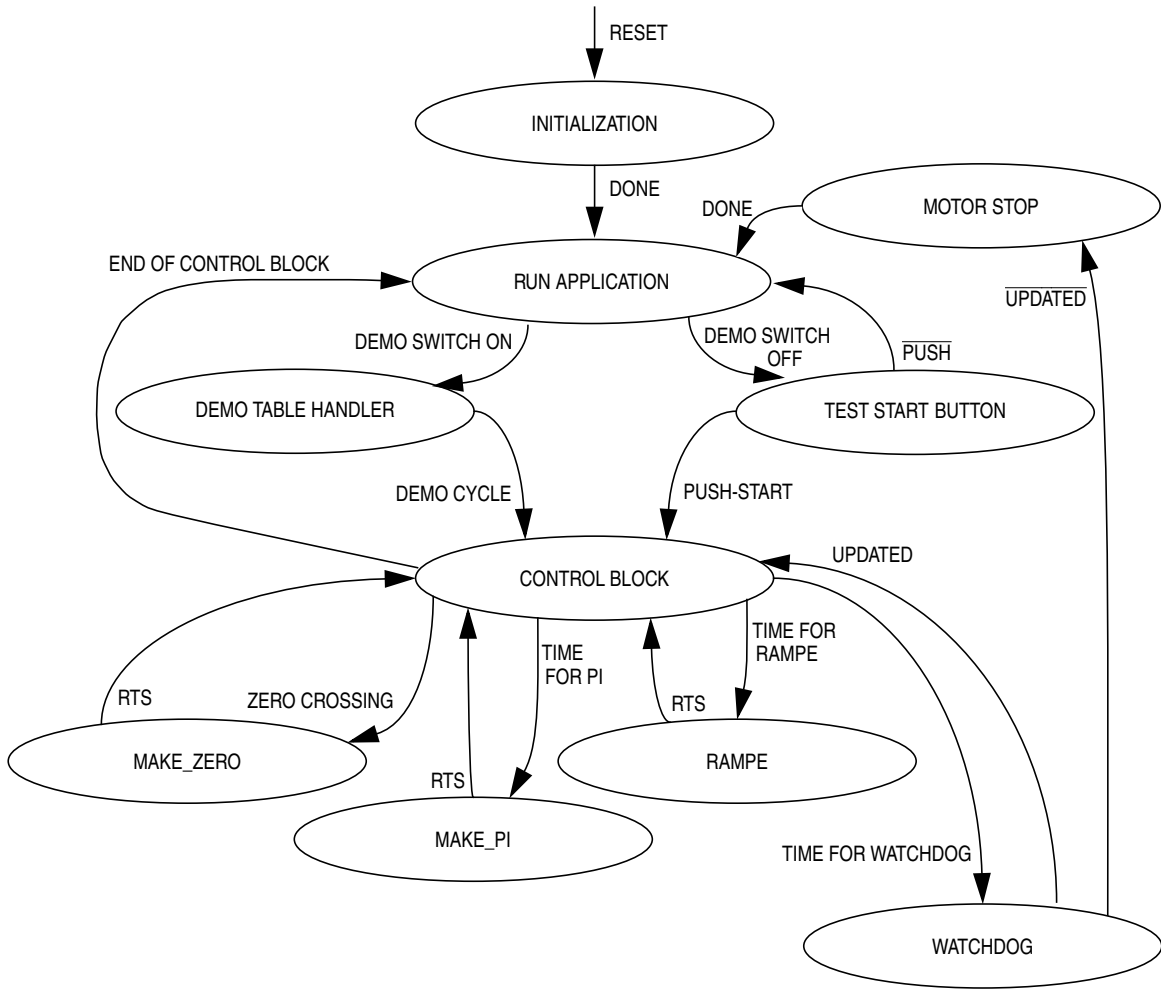 RESET
INITIALIZATION
DONE
MOTOR STOP
DONE
END OF CONTROL BLOCK
RUN APPLICATION
UPDATED
DEMO SWITCH ON
DEMO SWITCH
OFF
PUSH
DEMO TABLE HANDLER
TEST START BUTTON
DEMO CYCLE
PUSH-START
UPDATED
CONTROL BLOCK
TIME FOR
RAMPE
TIME
FOR PI
RTS
ZERO CROSSING
RTS
MAKE_ZERO
RAMPE
RTS
MAKE_PI
TIME FOR WATCHDOG
WATCHDOG